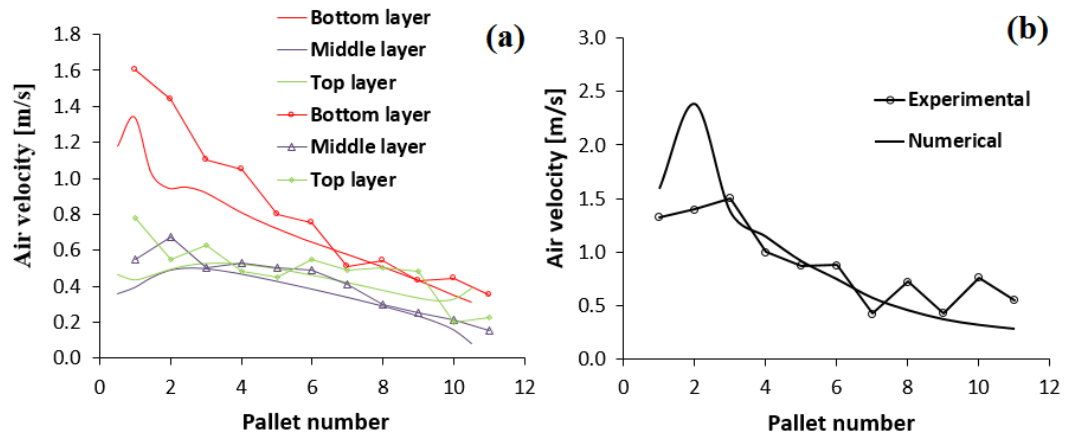 (a)
Bottom layer
Middle layer
Top layer
Bottom layer
Middle layer
Top layer
Air velocity [m/s]
1.8
1.6
1.4
1.2
1.0
0.8
0.6
0.4
0.2
0.0
0 2 4 6 8 10 12
Pallet number
(b)
Experimental
Numerical
Air velocity [m/s]
3.0
2.5
2.0
1.5
1.0
0.5
0.0
0 2 4 6 8 10 12
Pallet number